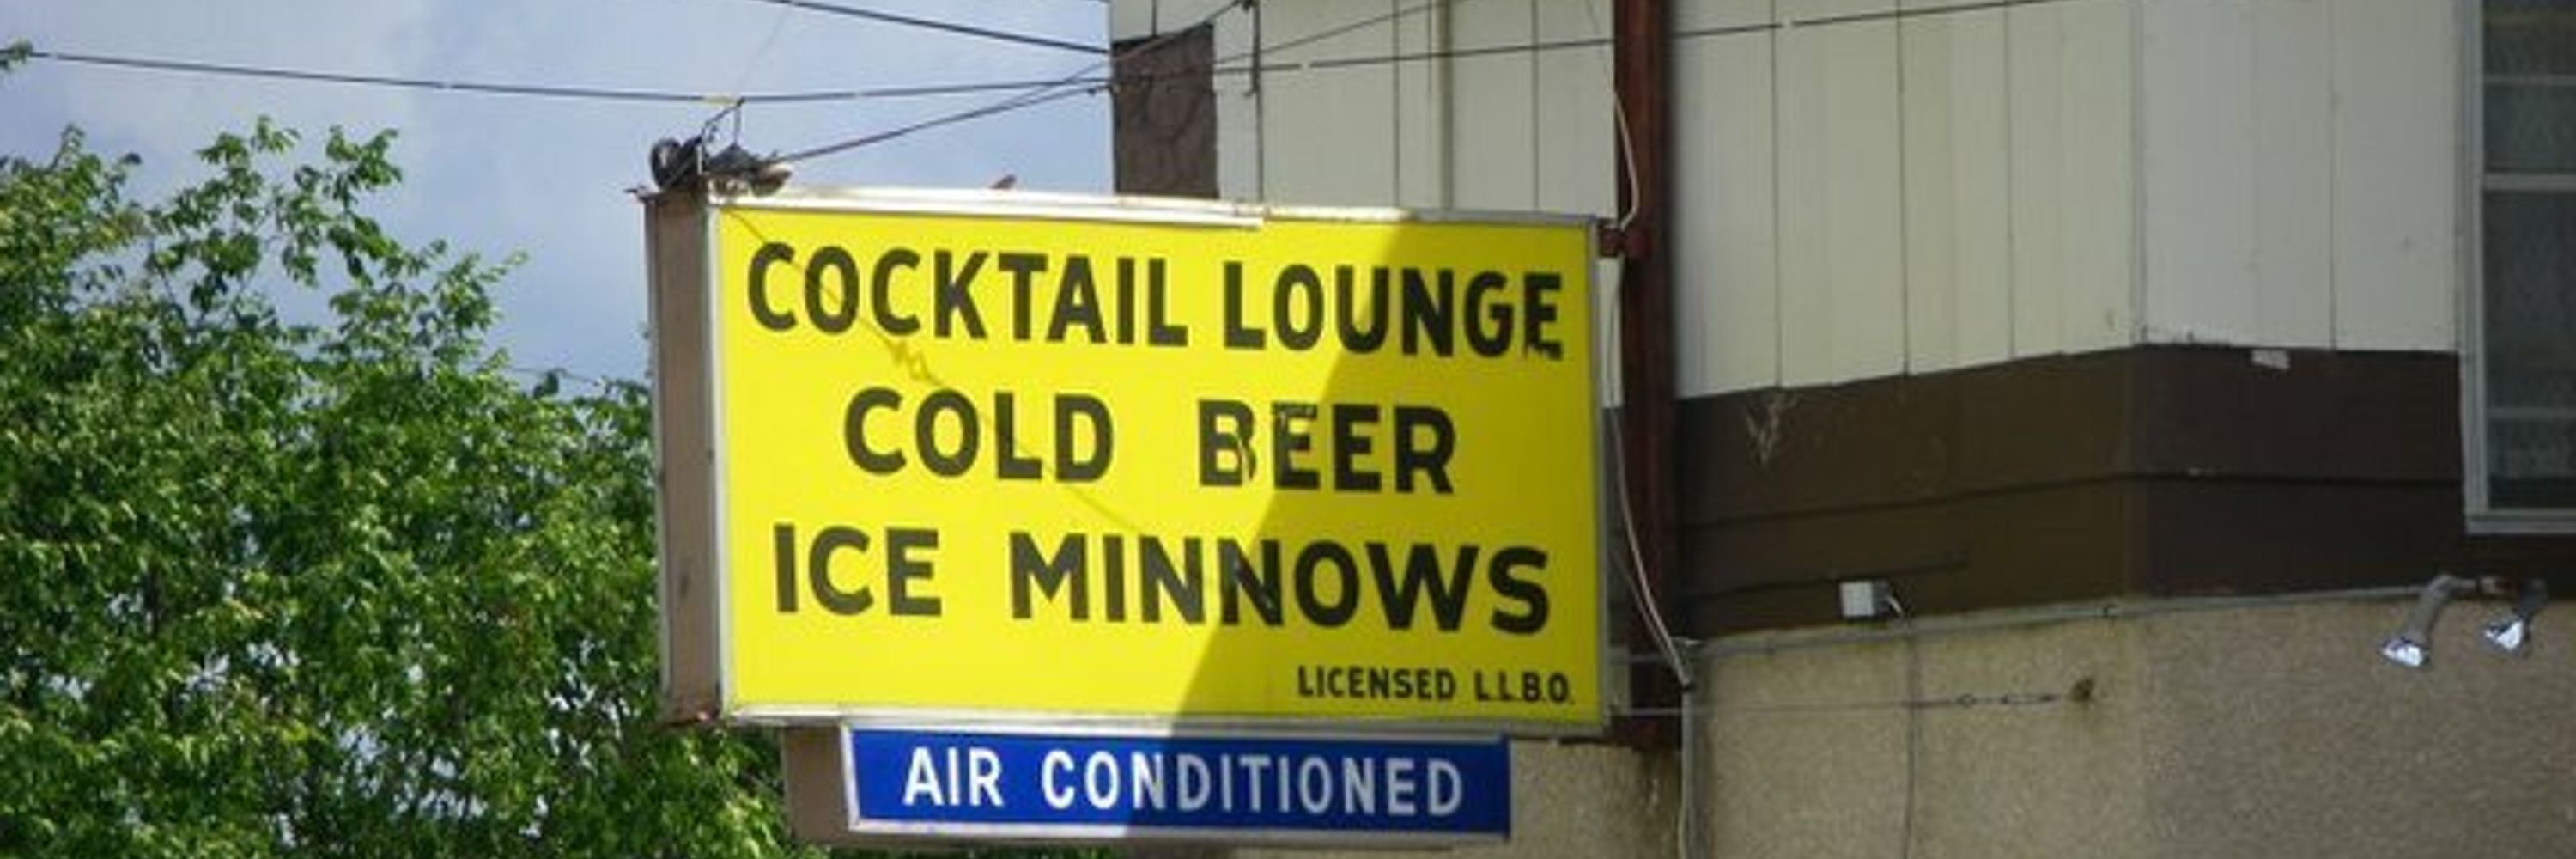 COCKTAIL LOUNGE
COLD BEER
ICE MINNOWS
LICENSED L.L.B.O.
AIR CONDITIONED